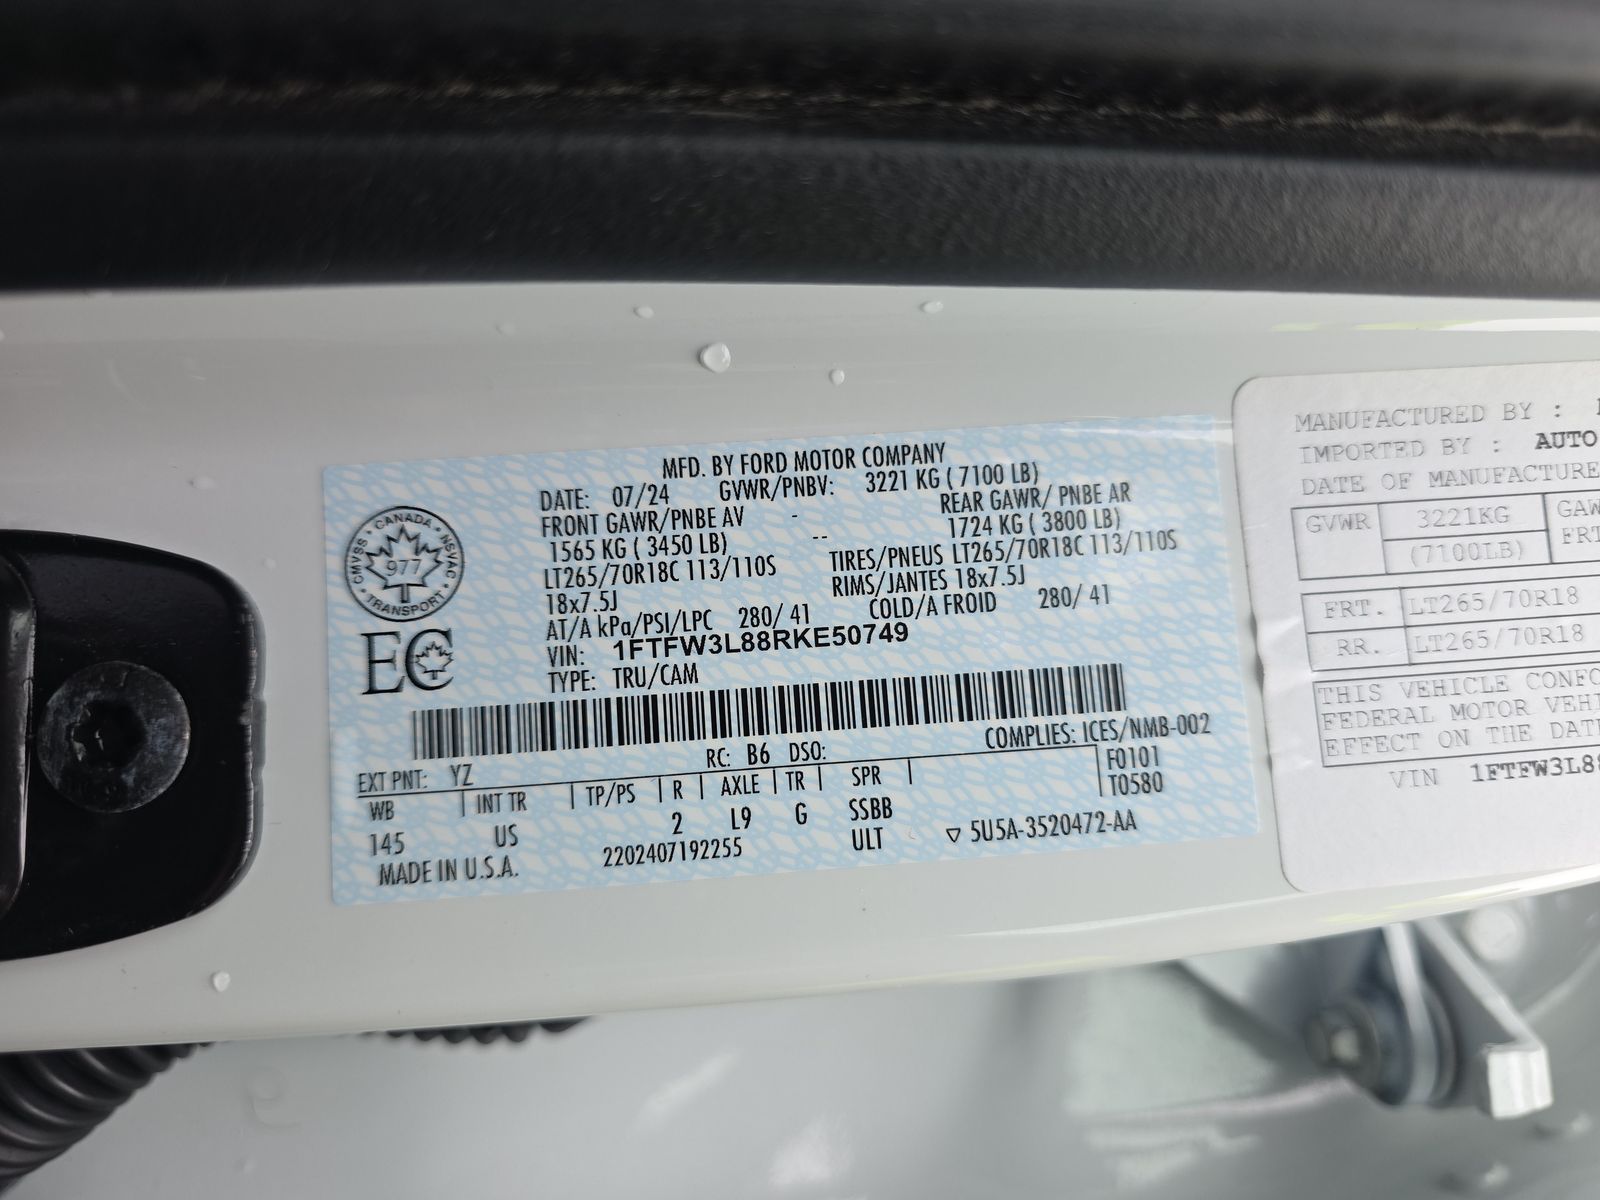 MFD. BY FORD MOTOR COMPANY
DATE: 07/24 GVWR/PNBV: 3221 KG ( 7100 LB)
FRONT GAWR/PNBE AV - REAR GAWR/ PNBE AR
1565 KG ( 3450 LB) -- 1724 KG ( 3800 LB)
LT265/70R18C 113/110S TIRES/PNEUS LT265/70R18C 113/110S
18x7.5J RIMS/JANTES 18x7.5J
AT/A kPa/PSI/LPC 280/ 41 COLD/A FROID 280/ 41
VIN: 1FTFW3L88RKE50749
TYPE: TRU/CAM
CANADA
CMVSS NSVAC
977
TRANSPORT
EC
COMPLIES: ICES/NMB-002
EXT PNT: YZ RC: B6 DSO: F0101
WB INT TR TP/PS R AXLE TR SPR T0580
145 US 2 L9 G SSBB
MADE IN U.S.A. 2202407192255 ULT ▽ 5U5A-3520472-AA
MANUFACTURED BY :
IMPORTED BY : AUTO
DATE OF MANUFACTURE
GVWR 3221KG GAW
(7100LB) FRT
FRT. LT265/70R18
RR. LT265/70R18
THIS VEHICLE CONFO
FEDERAL MOTOR VEHI
EFFECT ON THE DAT
VIN 1FTFW3L8